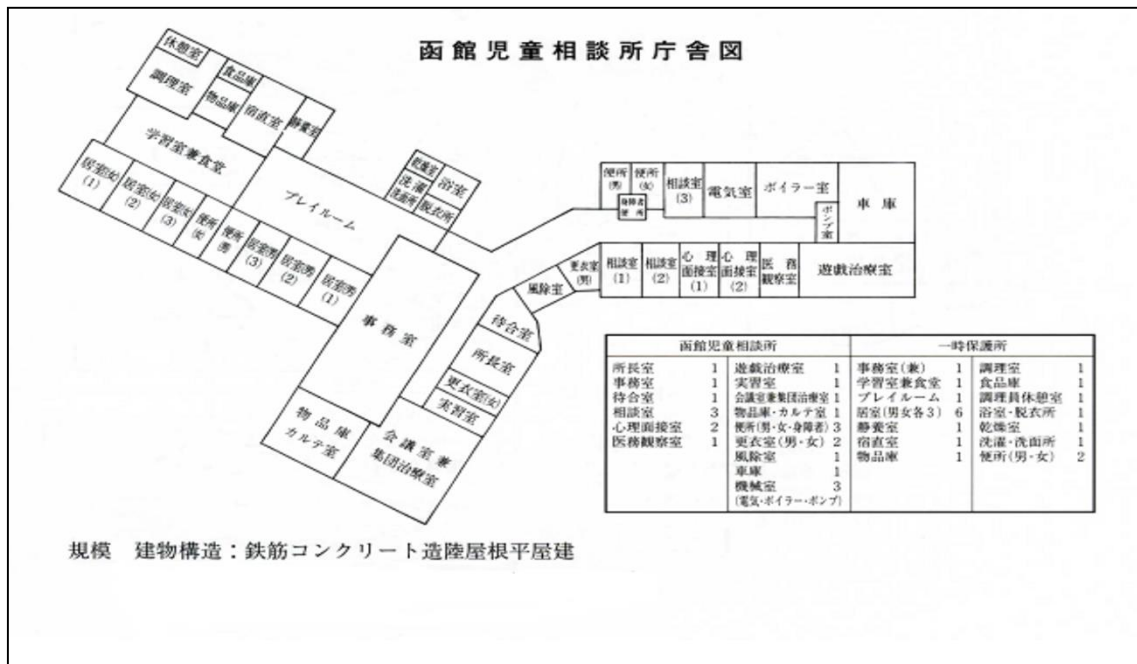 函館児童相談所庁舎図
休憩室
調理室
食品庫
物品庫
宿直室
静養室
学習室兼食堂
居室(女)
(1)
居室(女)
(2)
居室(女)
(3)
便所
(女)
便所
(男)
居室(男)
(3)
居室(男)
(2)
居室(男)
(1)
プレイルーム
乾燥室
浴室
洗濯
洗面所
脱衣所
事務室
物品庫
カルテ室
会議室兼
集団治療室
実習室
更衣室(女)
所長室
待合室
風除室
更衣室
(男)
便所
(男)
便所
(女)
身障者
便所
相談室
(3)
電気室
ボイラー室
ポンプ室
車庫
相談室
(1)
相談室
(2)
心理
面接室
(1)
心理
面接室
(2)
医務
観察室
遊戯治療室
函館児童相談所 一時保護所
所長室 1 遊戯治療室 1 事務室(兼) 1 調理室 1
事務室 1 実習室 1 学習室兼食堂 1 食品庫 1
待合室 1 会議室兼集団治療室 1 プレイルーム 1 調理員休憩室 1
相談室 3 物品庫・カルテ室 1 居室(男女各3) 6 浴室・脱衣所 1
心理面接室 2 便所(男・女・身障者) 3 静養室 1 乾燥室 1
医務観察室 1 更衣室(男・女) 2 宿直室 1 洗濯・洗面所 1
風除室 1 物品庫 1 便所(男・女) 2
車庫 1
機械室 3
(電気・ボイラー・ポンプ)
規模 建物構造：鉄筋コンクリート造陸屋根平屋建